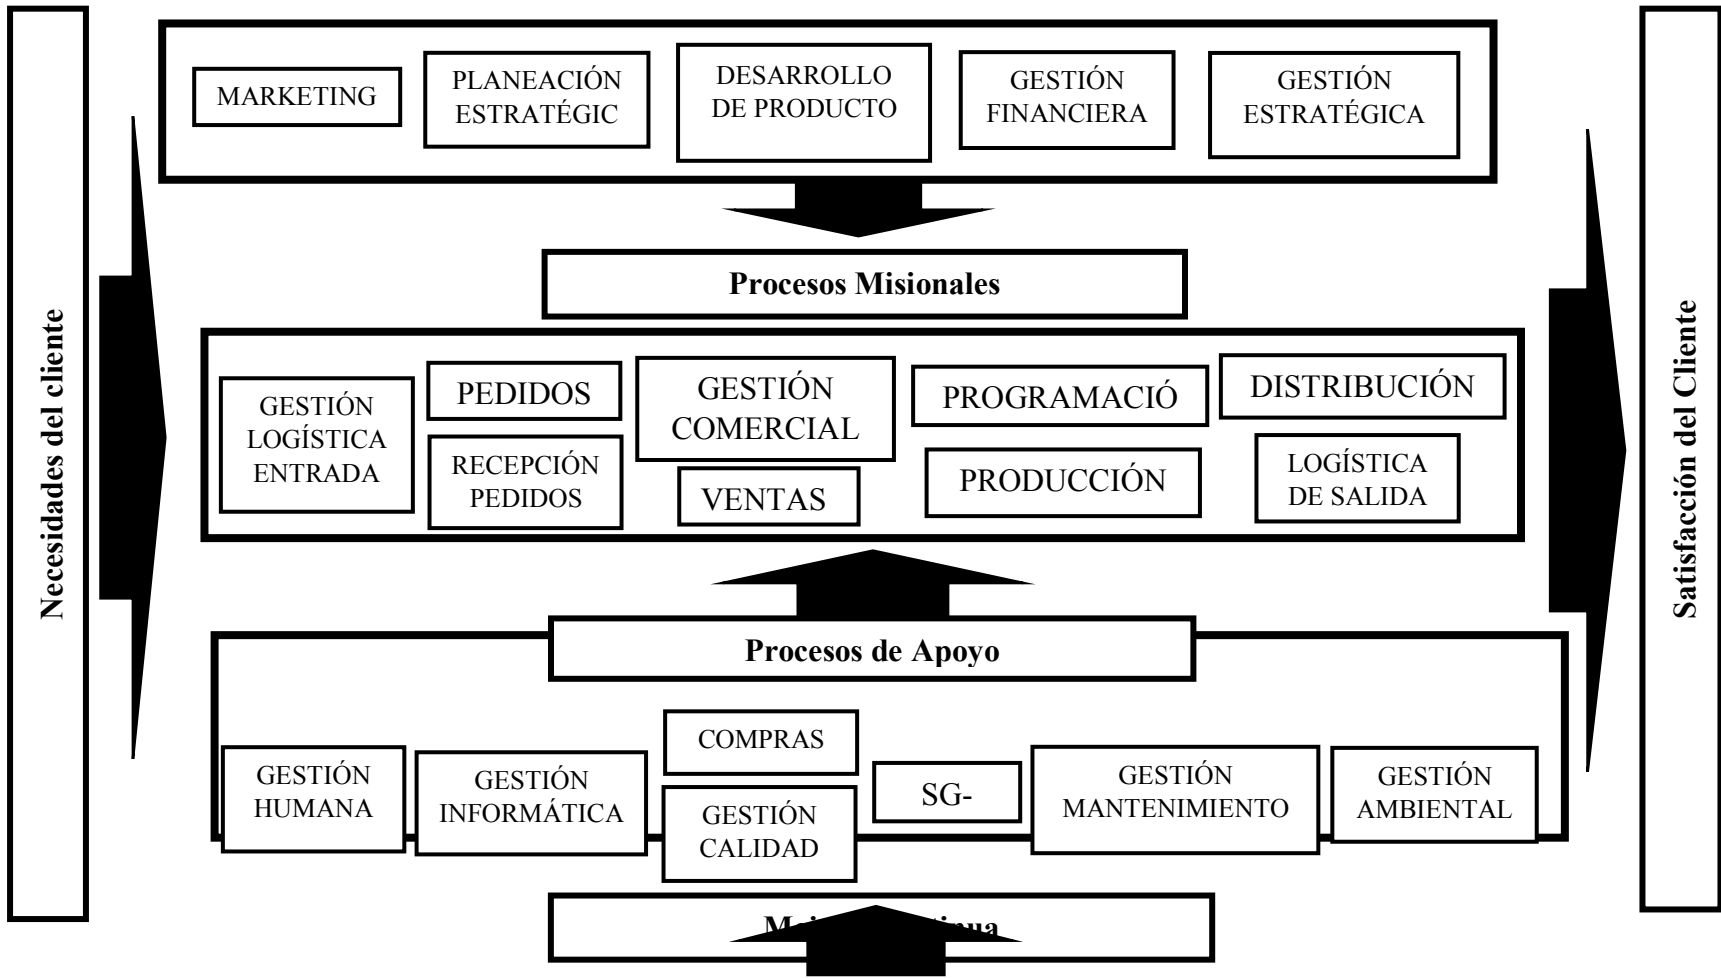 Necesidades del cliente
MARKETING
PLANEACIÓN
ESTRATÉGIC
DESARROLLO
DE PRODUCTO
GESTIÓN
FINANCIERA
GESTIÓN
ESTRATÉGICA
Procesos Misionales
GESTIÓN
LOGÍSTICA
ENTRADA
PEDIDOS
RECEPCIÓN
PEDIDOS
GESTIÓN
COMERCIAL
VENTAS
PROGRAMACIÓ
PRODUCCIÓN
DISTRIBUCIÓN
LOGÍSTICA
DE SALIDA
Procesos de Apoyo
GESTIÓN
HUMANA
GESTIÓN
INFORMÁTICA
COMPRAS
GESTIÓN
CALIDAD
SG-
GESTIÓN
MANTENIMIENTO
GESTIÓN
AMBIENTAL
Satisfacción del Cliente